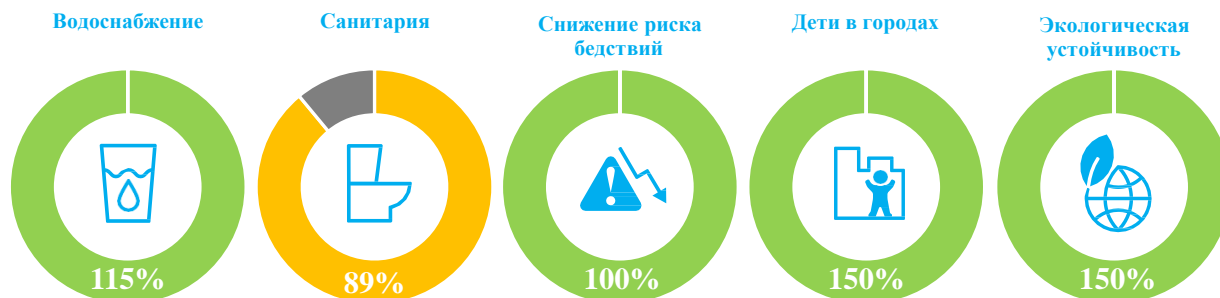 Водоснабжение
Санитария
Снижение риска
бедствий
Дети в городах
Экологическая
устойчивость
115%
89%
100%
150%
150%